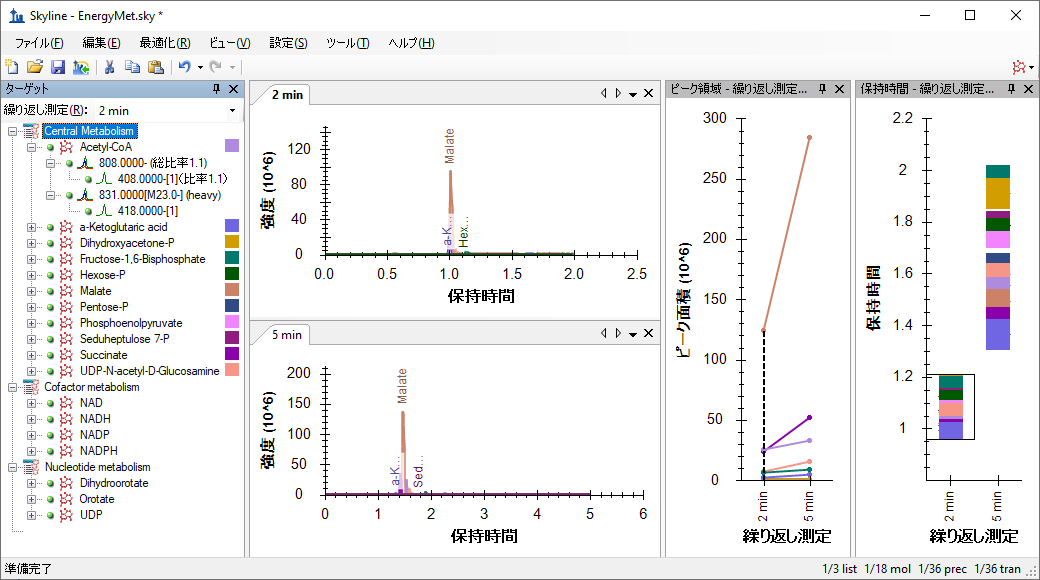 Skyline - EnergyMet.sky *
ファイル(F) 編集(E) 最適化(R) ビュー(V) 設定(S) ツール(T) ヘルプ(H)
ターゲット
繰り返し測定(R): 2 min
Central Metabolism
Acetyl-CoA
808.0000- (総比率1.1)
408.0000-[1](比率1.1)
831.0000[M23.0-] (heavy)
418.0000-[1]
a-Ketoglutaric acid
Dihydroxyacetone-P
Fructose-1,6-Bisphosphate
Hexose-P
Malate
Pentose-P
Phosphoenolpyruvate
Seduheptulose 7-P
Succinate
UDP-N-acetyl-D-Glucosamine
Cofactor metabolism
NAD
NADH
NADP
NADPH
Nucleotide metabolism
Dihydroorotate
Orotate
UDP
2 min
強度 (10^6)
120
80
40
0
Malate
a-K...
Hex...
0.0 0.5 1.0 1.5 2.0 2.5
保持時間
5 min
強度 (10^6)
200
150
100
50
0
Malate
a-K...
Sed...
0 1 2 3 4 5 6
保持時間
ピーク領域 - 繰り返し測定...
ピーク面積 (10^6)
300
250
200
150
100
50
0
2 min 5 min
繰り返し測定
保持時間 - 繰り返し測定...
保持時間
2.2
2
1.8
1.6
1.4
1.2
1
2 min 5 min
繰り返し測定
準備完了
1/3 list 1/18 mol 1/36 prec 1/36 tran